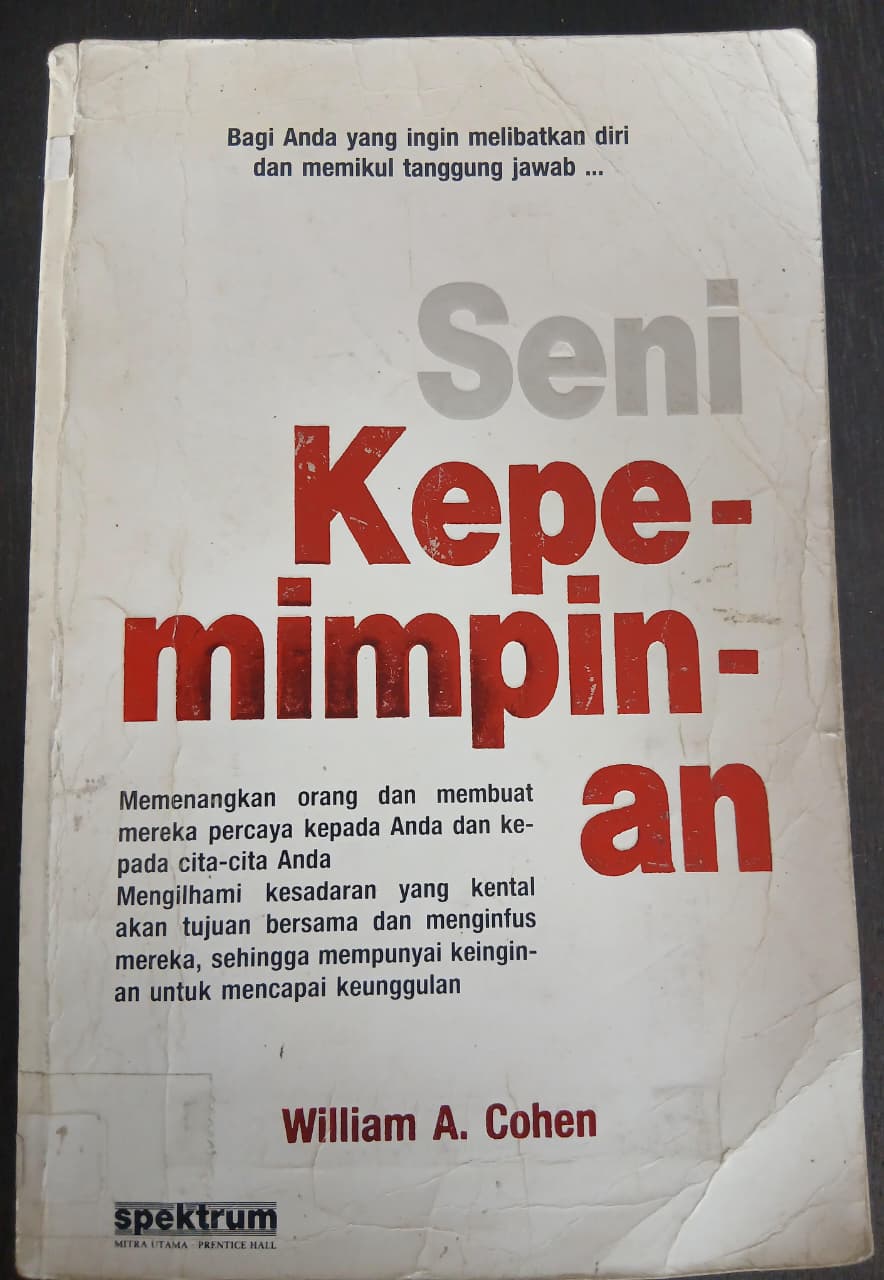 Bagi Anda yang ingin melibatkan diri
dan memikul tanggung jawab ...
Seni
Kepe-
mimpin-
an
Memenangkan orang dan membuat
mereka percaya kepada Anda dan ke-
pada cita-cita Anda
Mengilhami kesadaran yang kental
akan tujuan bersama dan menginfus
mereka, sehingga mempunyai keingin-
an untuk mencapai keunggulan
William A. Cohen
spektrum
MITRA UTAMA - PRENTICE HALL